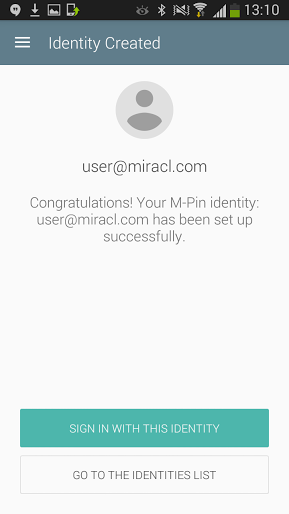 13:10
Identity Created
user@miracl.com
Congratulations! Your M-Pin identity:
user@miracl.com has been set up
successfully.
SIGN IN WITH THIS IDENTITY
GO TO THE IDENTITIES LIST